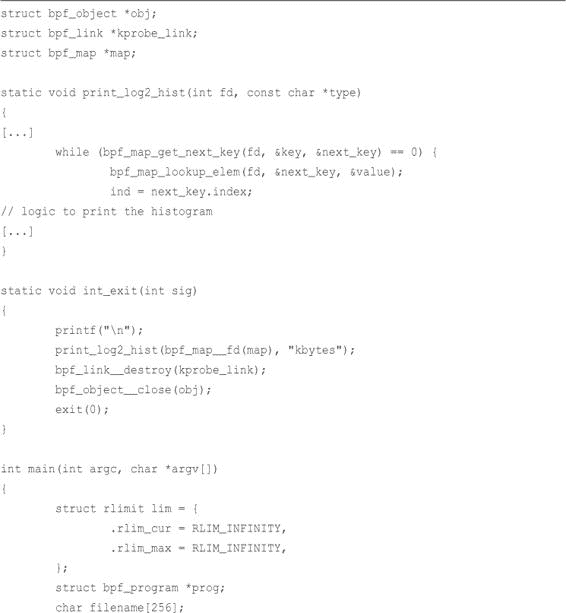 struct bpf_object *obj;
struct bpf_link *kprobe_link;
struct bpf_map *map;
static void print_log2_hist(int fd, const char *type)
{
[...]
        while (bpf_map_get_next_key(fd, &key, &next_key) == 0) {
                bpf_map_lookup_elem(fd, &next_key, &value);
                ind = next_key.index;
// logic to print the histogram
[...]
}
static void int_exit(int sig)
{
        printf("\n");
        print_log2_hist(bpf_map__fd(map), "kbytes");
        bpf_link__destroy(kprobe_link);
        bpf_object__close(obj);
        exit(0);
}
int main(int argc, char *argv[])
{
        struct rlimit lim = {
                .rlim_cur = RLIM_INFINITY,
                .rlim_max = RLIM_INFINITY,
        };
        struct bpf_program *prog;
        char filename[256];